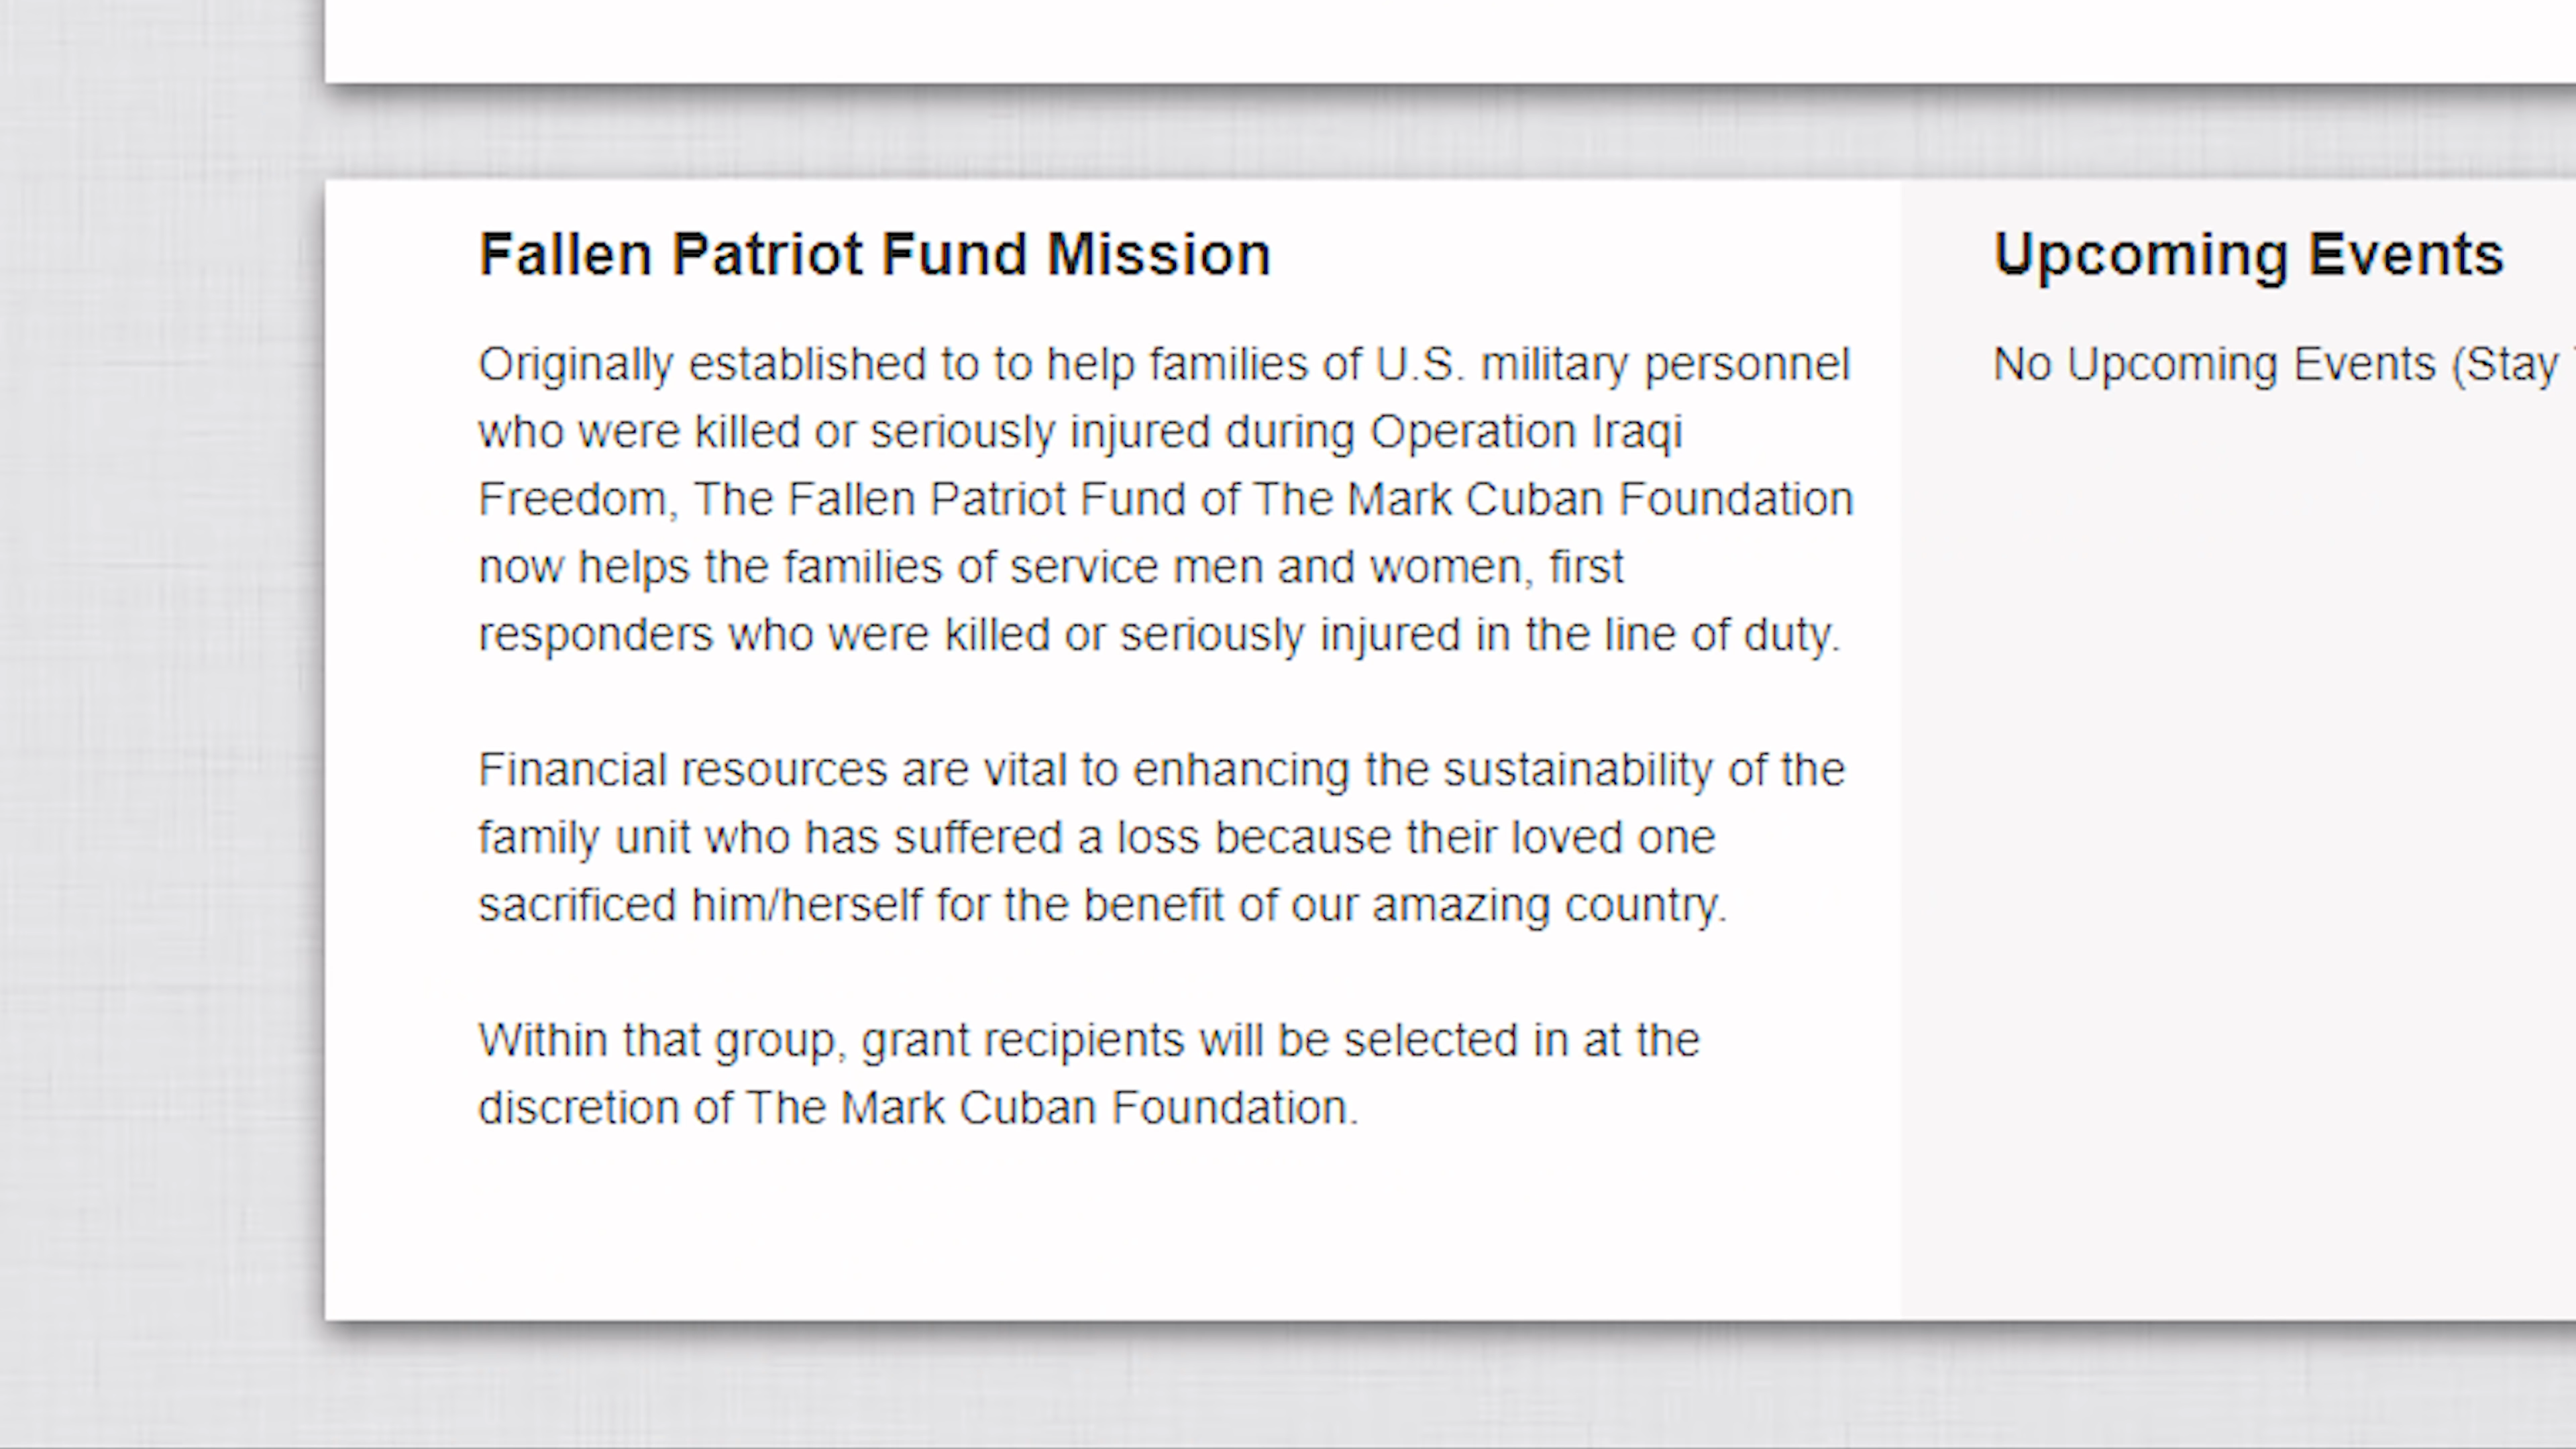 Fallen Patriot Fund Mission
Originally established to to help families of U.S. military personnel
who were killed or seriously injured during Operation Iraqi
Freedom, The Fallen Patriot Fund of The Mark Cuban Foundation
now helps the families of service men and women, first
responders who were killed or seriously injured in the line of duty.
Financial resources are vital to enhancing the sustainability of the
family unit who has suffered a loss because their loved one
sacrificed him/herself for the benefit of our amazing country.
Within that group, grant recipients will be selected in at the
discretion of The Mark Cuban Foundation.
Upcoming Events
No Upcoming Events (Stay